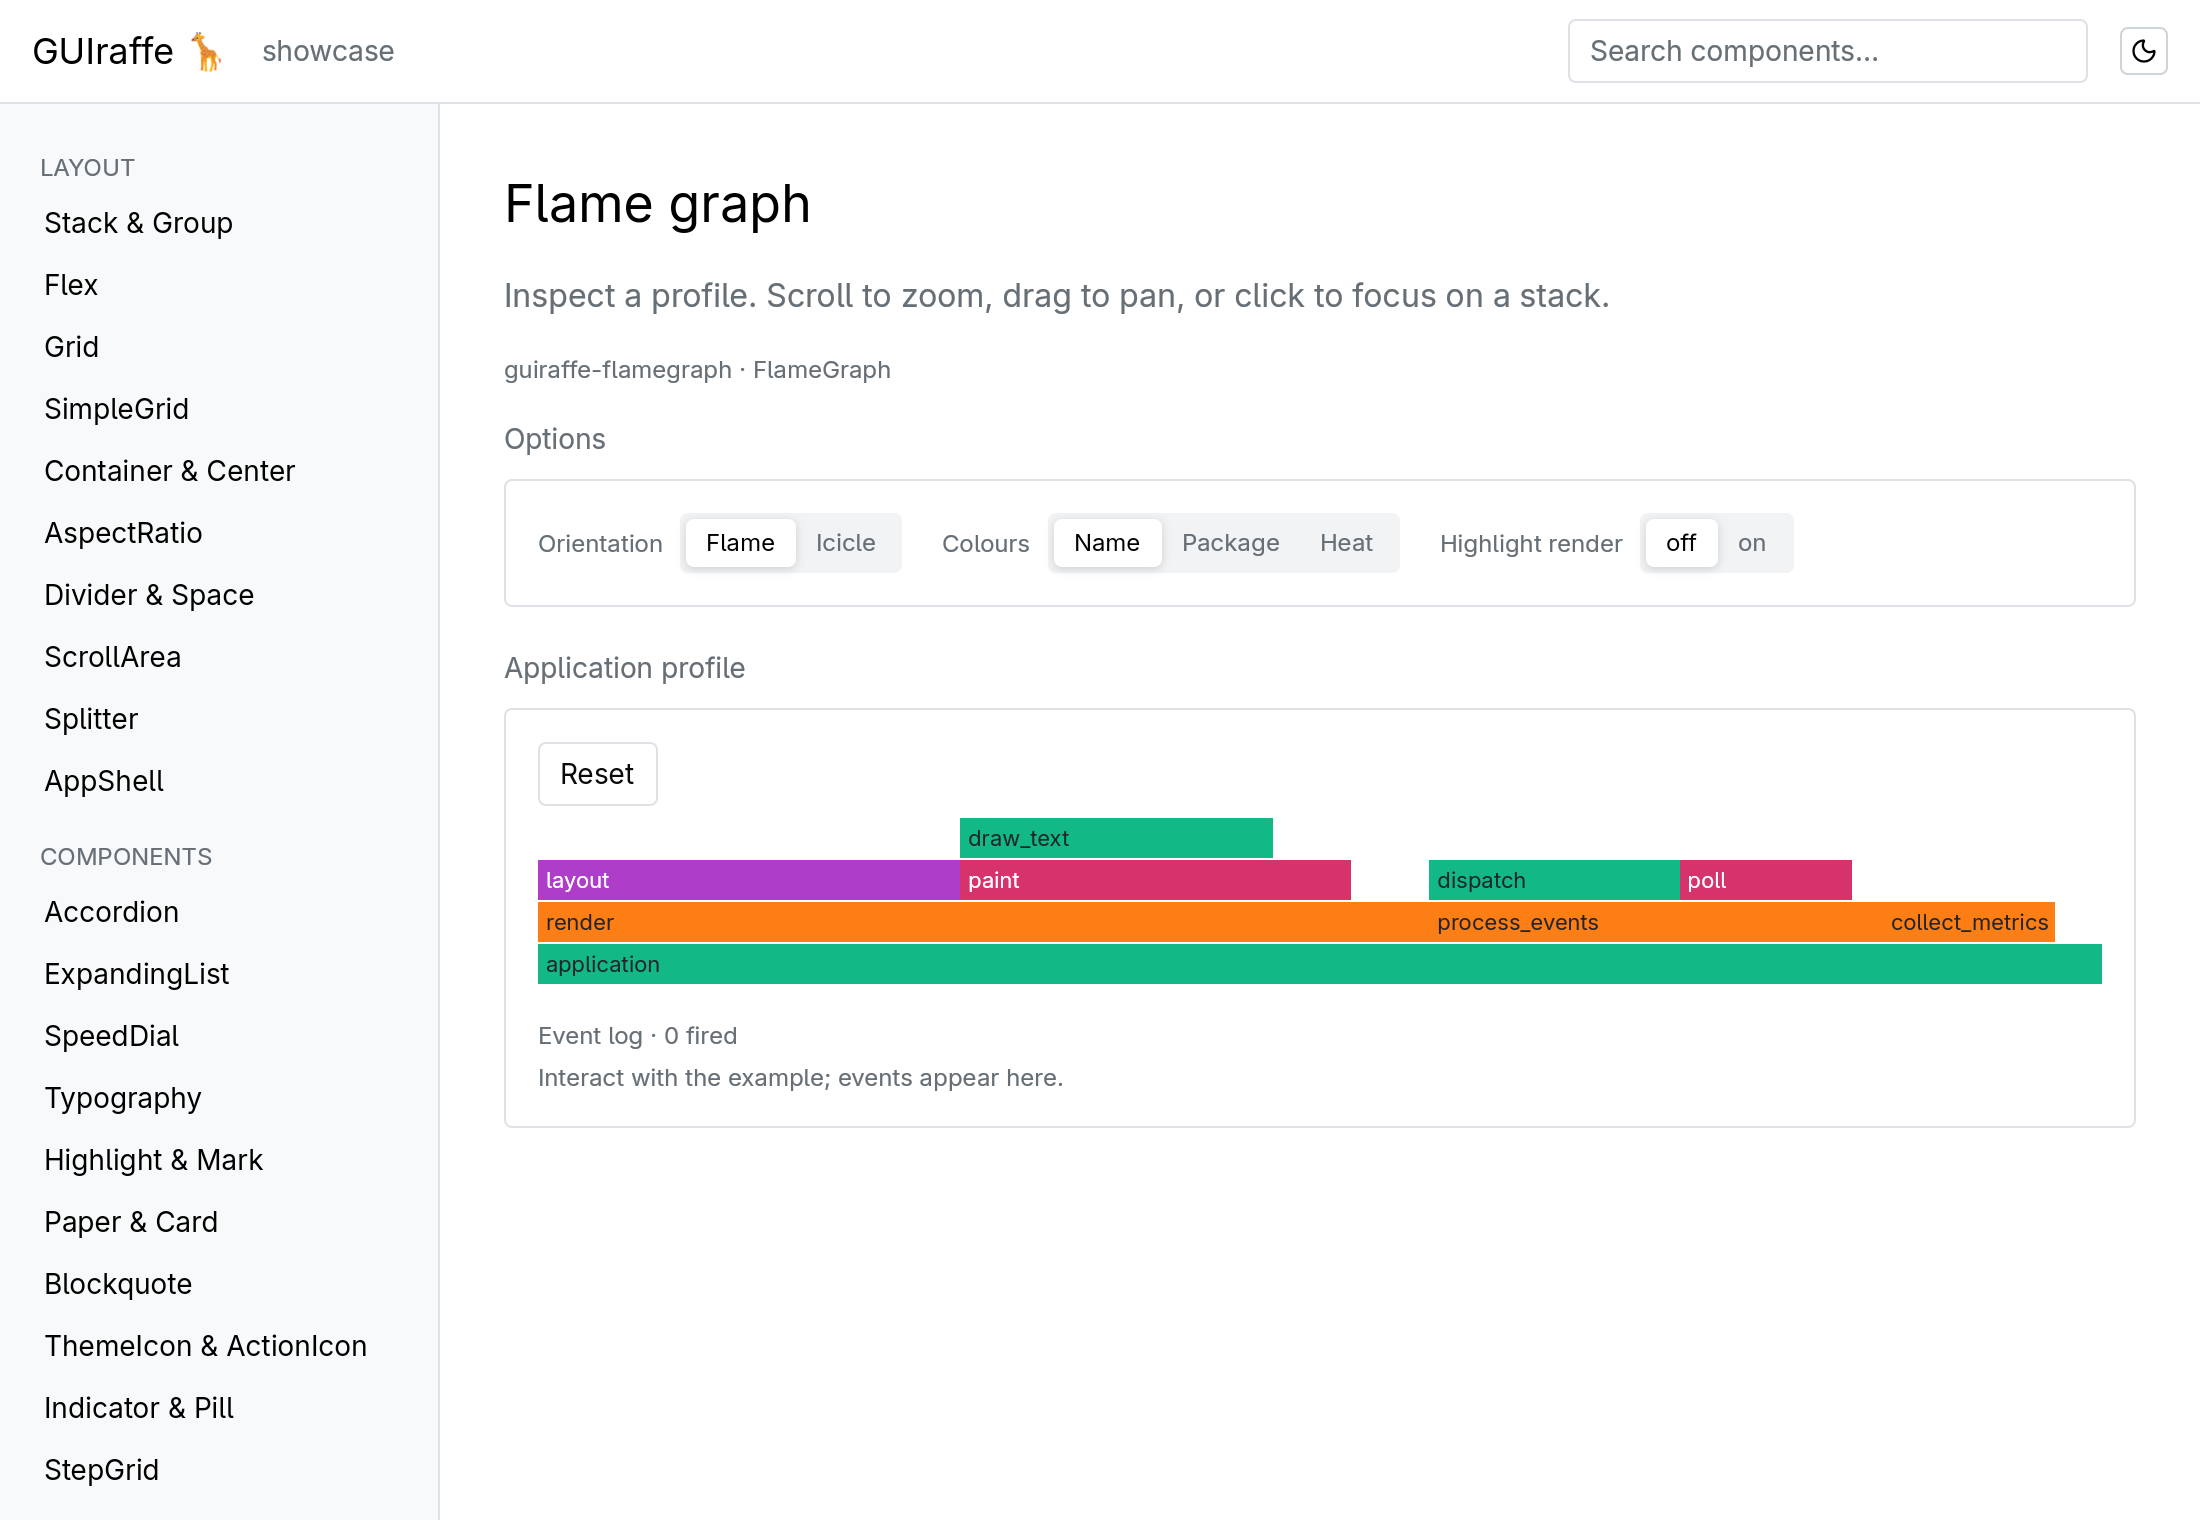 GUIraffe 🦒 showcase Search components...
LAYOUT
Stack & Group
Flex
Grid
SimpleGrid
Container & Center
AspectRatio
Divider & Space
ScrollArea
Splitter
AppShell
COMPONENTS
Accordion
ExpandingList
SpeedDial
Typography
Highlight & Mark
Paper & Card
Blockquote
ThemeIcon & ActionIcon
Indicator & Pill
StepGrid
Flame graph
Inspect a profile. Scroll to zoom, drag to pan, or click to focus on a stack.
guiraffe-flamegraph · FlameGraph
Options
Orientation Flame Icicle Colours Name Package Heat Highlight render off on
Application profile
Reset
draw_text
layout paint dispatch poll
render process_events collect_metrics
application
Event log · 0 fired
Interact with the example; events appear here.